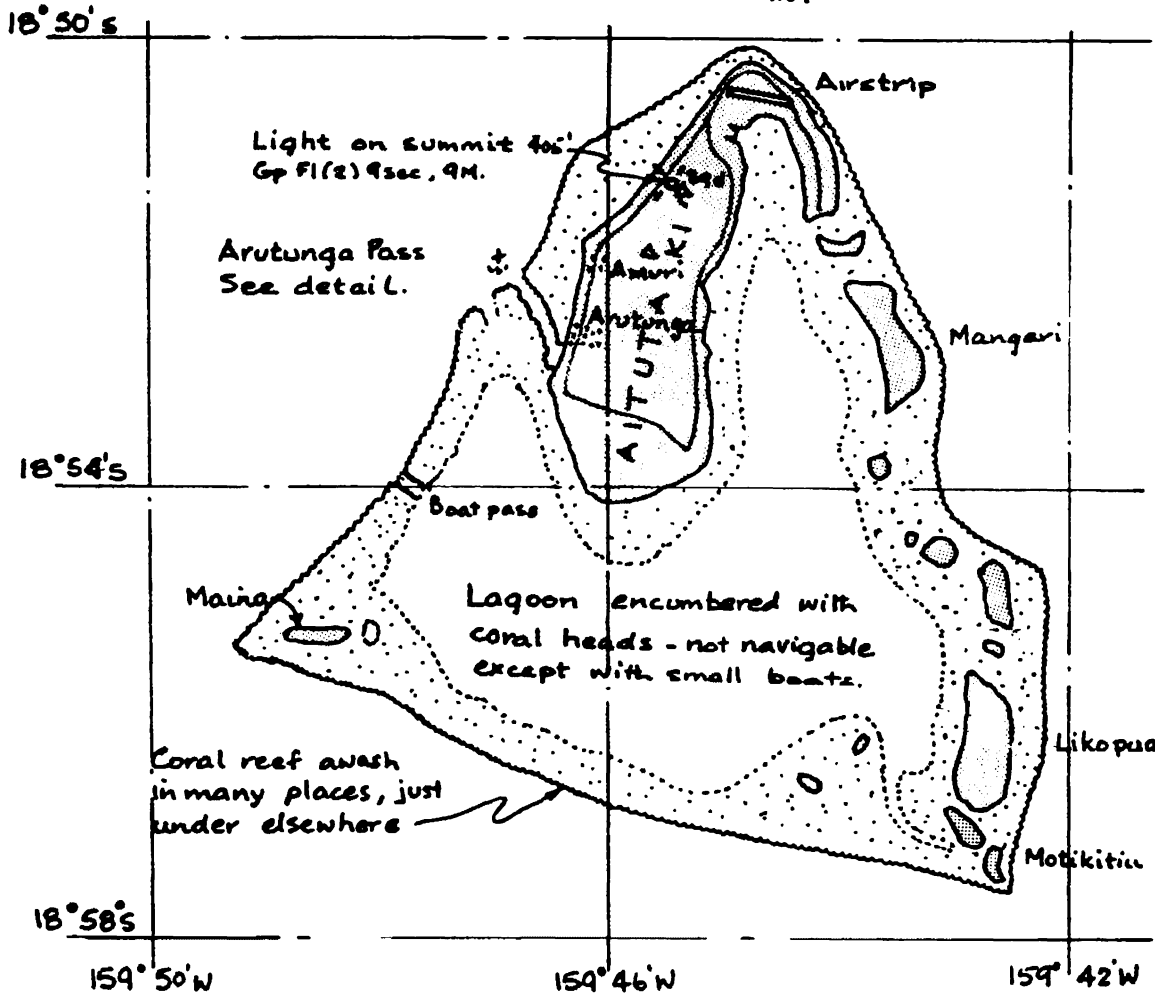 18°50's
Airstrip
Light on summit 406'
Gp Fl(2) 9sec, 9M.
Arutunga Pass
See detail.
Amuri
Arutunga
AITUTAKI
Mangari
18°54's
Boat pass
Maina
Lagoon encumbered with
coral heads - not navigable
except with small boats.
Likopua
Coral reef awash
in many places, just
under elsewhere
Motikitiu
18°58°s
159°50'W
159°46'W
159°42'W